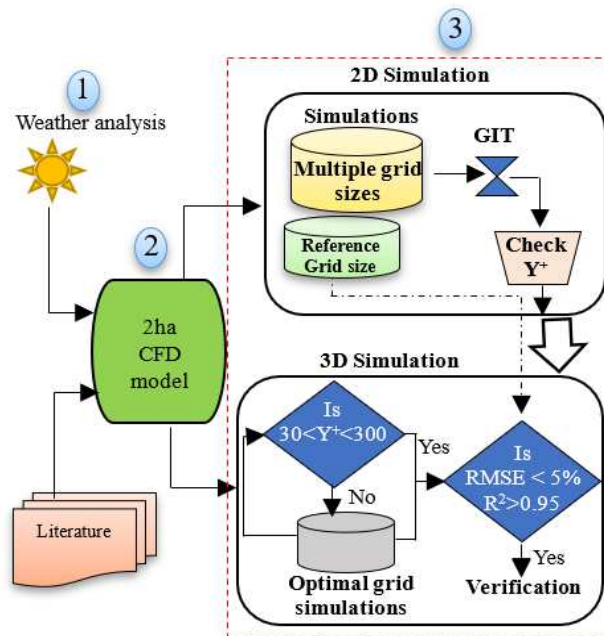 1
Weather analysis
2
2ha
CFD
model
Literature
3
2D Simulation
Simulations
Multiple grid
sizes
Reference
Grid size
GIT
Check
Y⁺
3D Simulation
Is
30<Y⁺<300
Yes
No
Optimal grid
simulations
Is
RMSE < 5%
R²>0.95
Yes
Verification